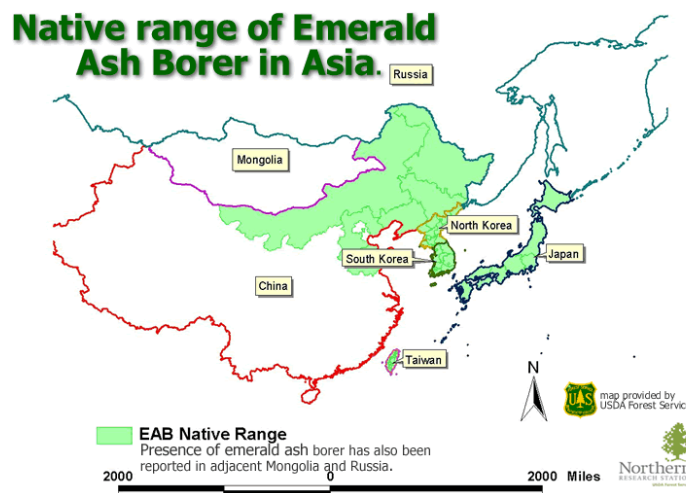 Native range of Emerald
Ash Borer in Asia.
Russia
Mongolia
North Korea
South Korea
Japan
China
Taiwan
N
UAS
map provided by
USDA Forest Servic
EAB Native Range
Presence of emerald ash borer has also been
reported in adjacent Mongolia and Russia.
Northern
RESEARCH STATIO
2000 0 2000 Miles